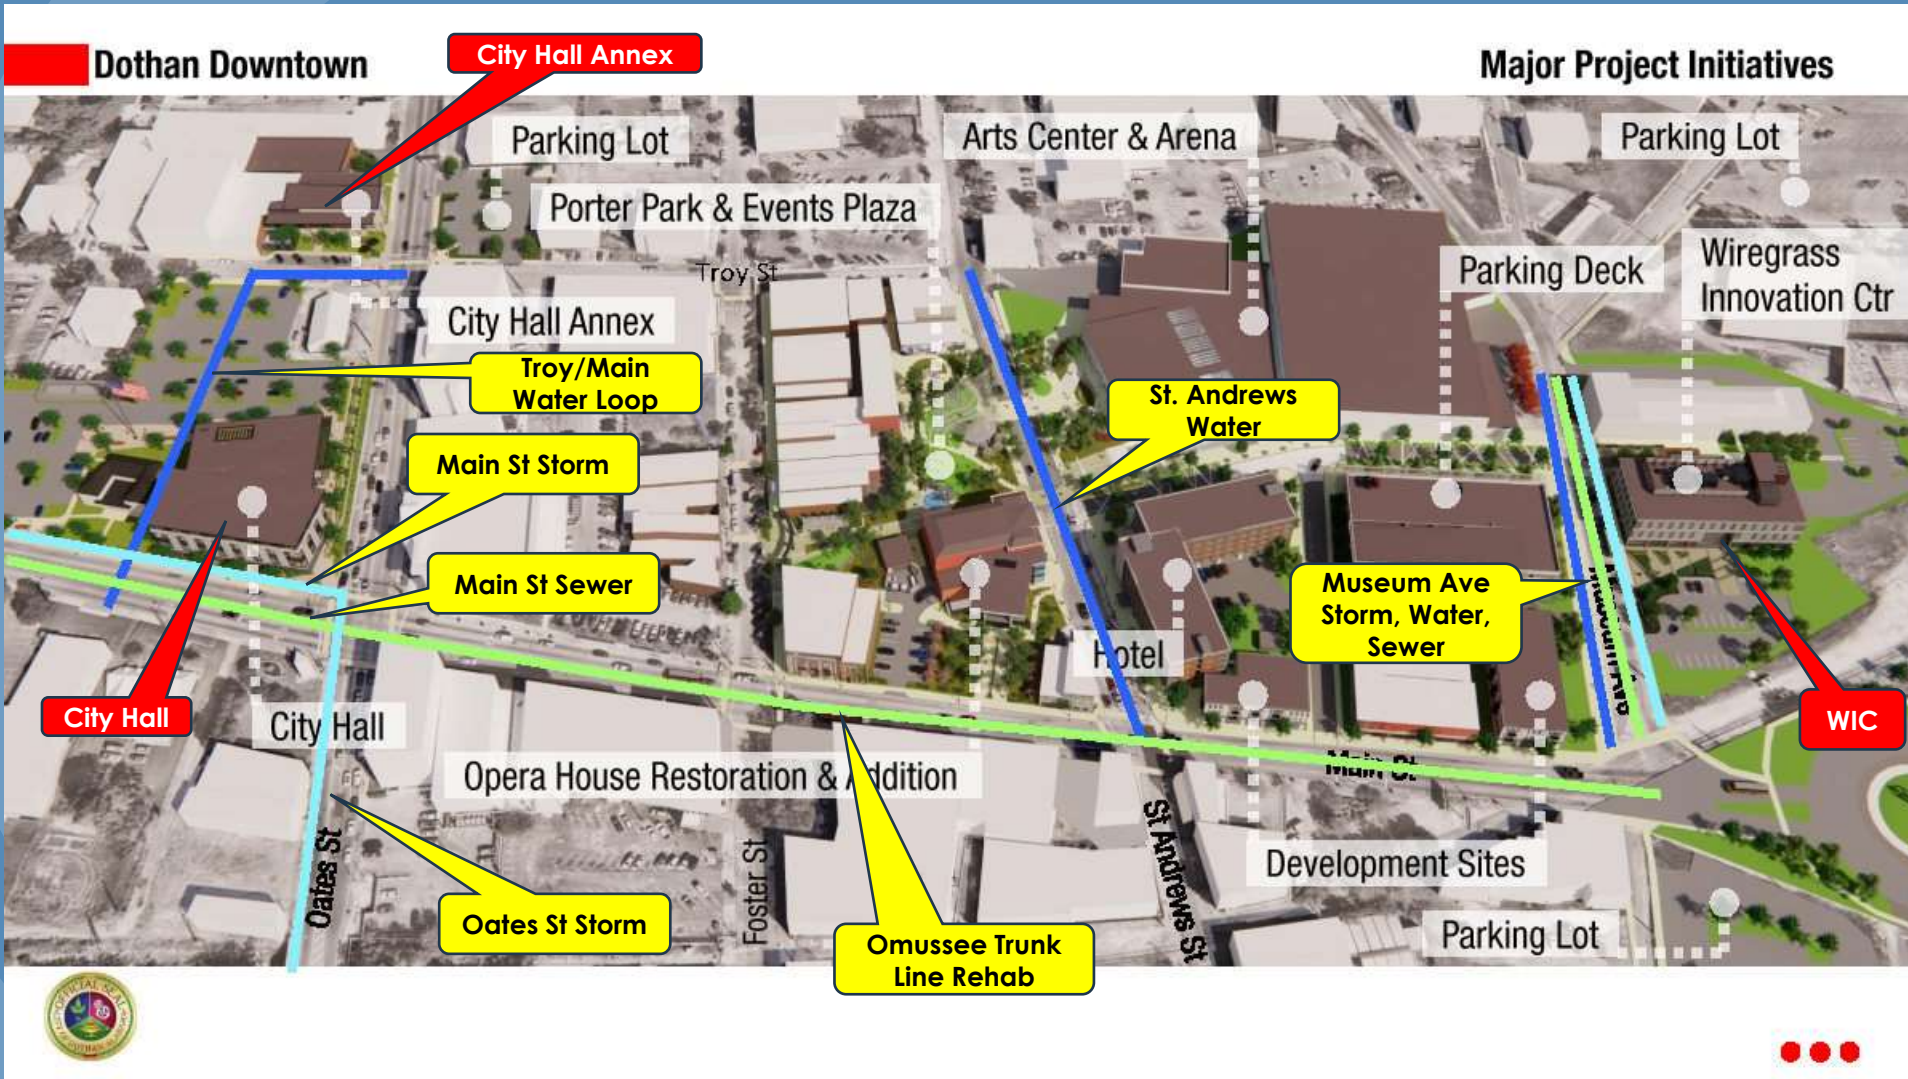 Dothan Downtown
City Hall Annex
Major Project Initiatives
Parking Lot
Arts Center & Arena
Parking Lot
Porter Park & Events Plaza
Wiregrass
Innovation Ctr
Parking Deck
Troy St
City Hall Annex
Troy/Main
Water Loop
St. Andrews
Water
Main St Storm
Main St Sewer
Museum Ave
Storm, Water,
Sewer
Hotel
City Hall
City Hall
WIC
Opera House Restoration & Addition
Main St
Oates St
Foster St
St Andrews St
Development Sites
Oates St Storm
Omussee Trunk
Line Rehab
Parking Lot
OFFICIAL SEAL